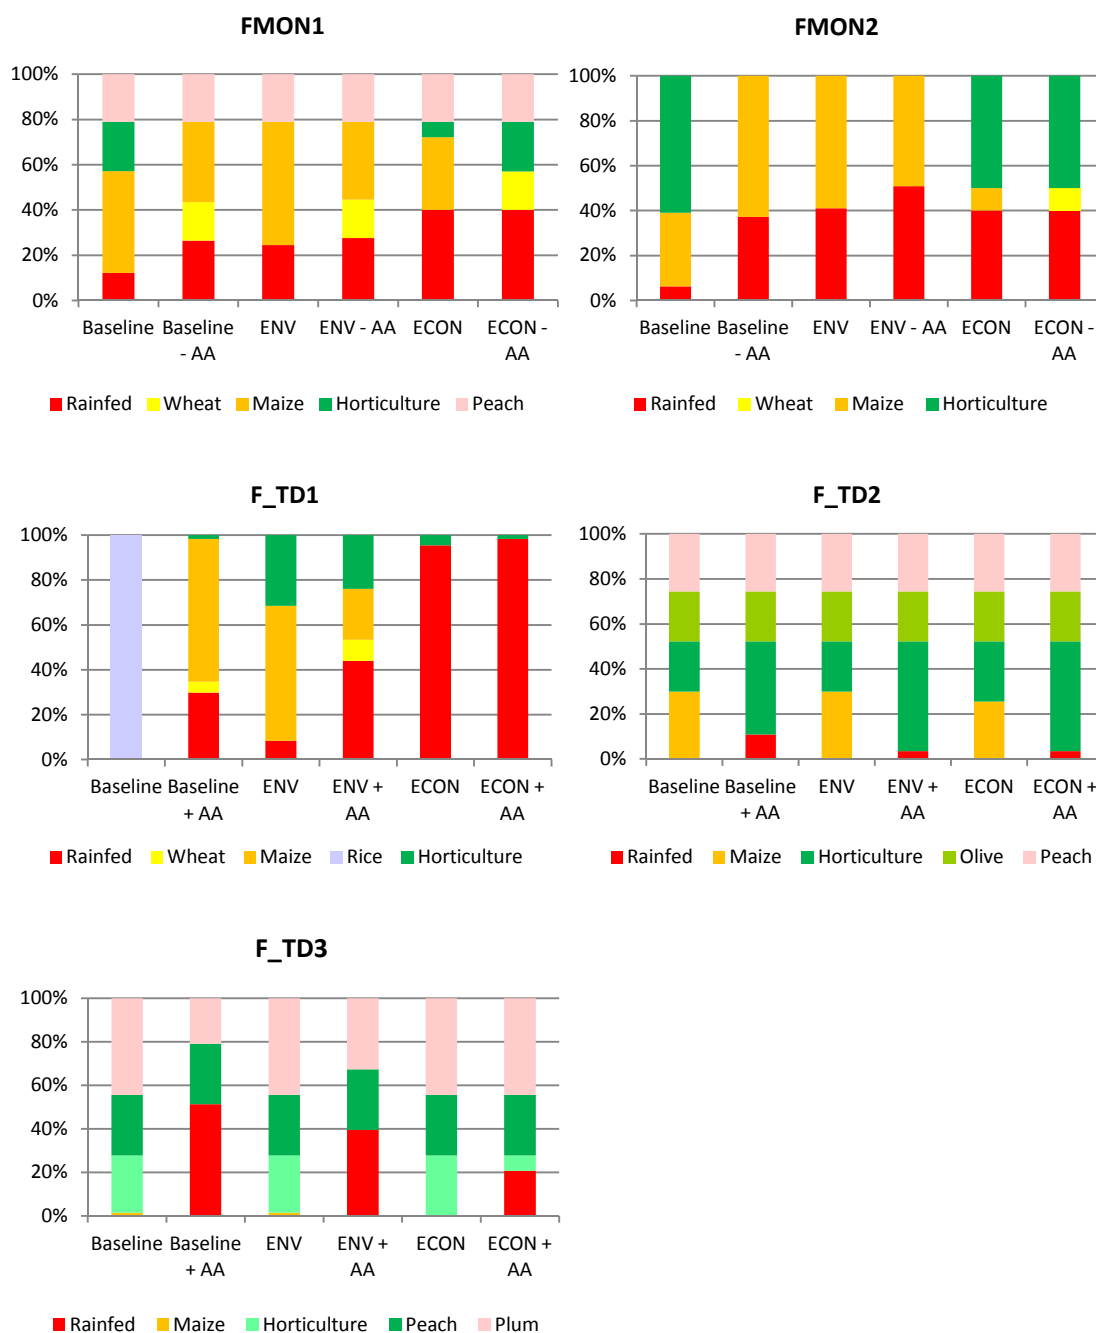 FMON1
100%
80%
60%
40%
20%
0%
Baseline Baseline - AA ENV ENV - AA ECON ECON - AA
Rainfed Wheat Maize Horticulture Peach
FMON2
100%
80%
60%
40%
20%
0%
Baseline Baseline - AA ENV ENV - AA ECON ECON - AA
Rainfed Wheat Maize Horticulture
F_TD1
100%
80%
60%
40%
20%
0%
Baseline Baseline + AA ENV ENV + AA ECON ECON + AA
Rainfed Wheat Maize Rice Horticulture
F_TD2
100%
80%
60%
40%
20%
0%
Baseline Baseline + AA ENV ENV + AA ECON ECON + AA
Rainfed Maize Horticulture Olive Peach
F_TD3
100%
80%
60%
40%
20%
0%
Baseline Baseline + AA ENV ENV + AA ECON ECON + AA
Rainfed Maize Horticulture Peach Plum